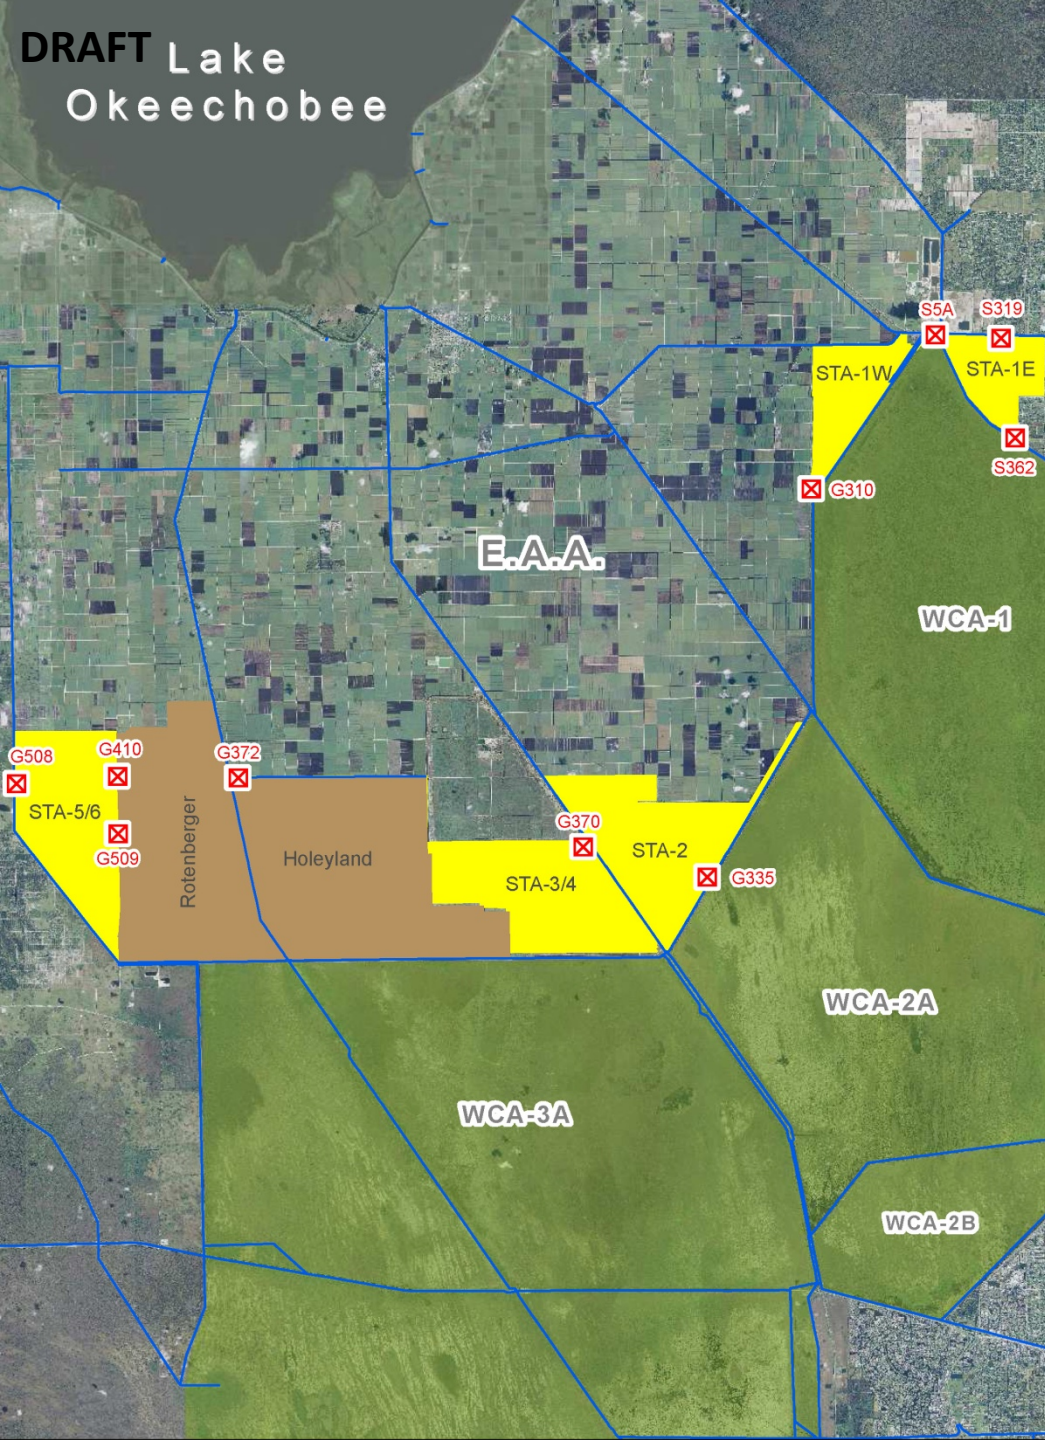 DRAFT Lake
Okeechobee
S5A
S319
STA-1W
STA-1E
S362
G310
E.A.A.
WCA-1
G508
G410
G372
STA-5/6
G509
Rotenberger
Holeyland
G370
STA-2
STA-3/4
G335
WCA-2A
WCA-3A
WCA-2B